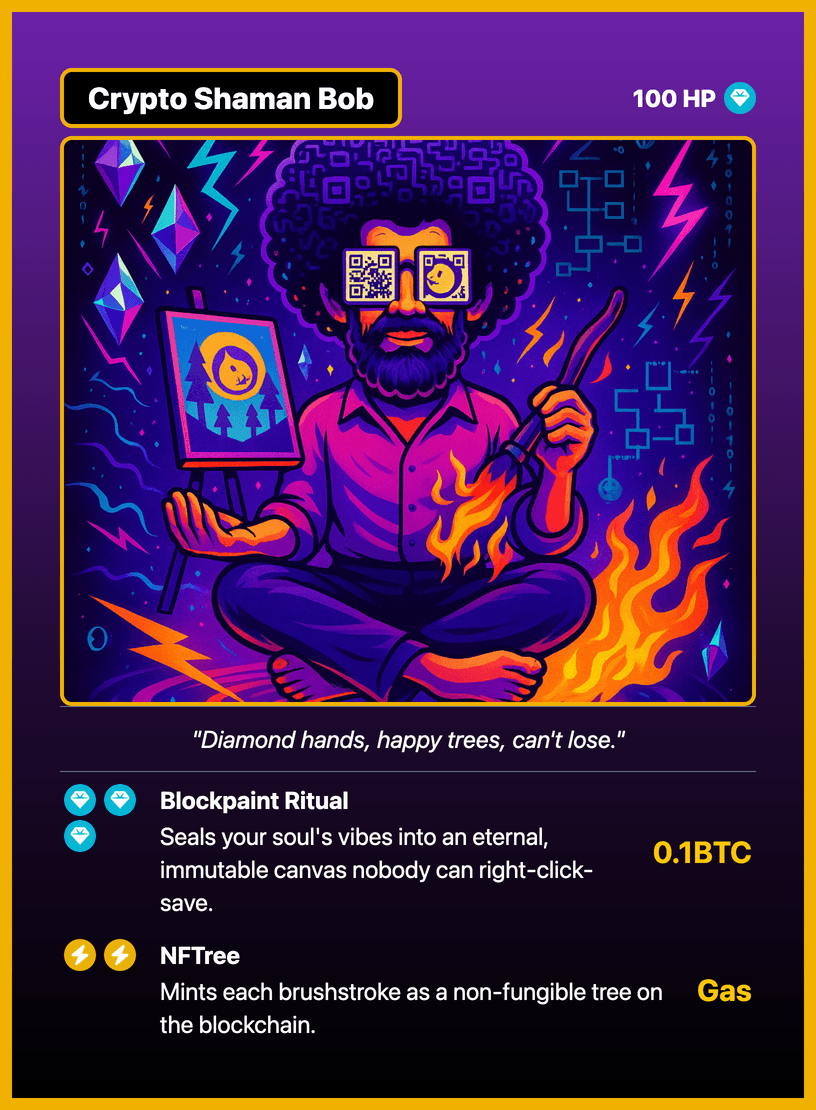 Crypto Shaman Bob
100 HP
"Diamond hands, happy trees, can't lose."
Blockpaint Ritual
Seals your soul's vibes into an eternal,
immutable canvas nobody can right-click-
save.
0.1BTC
NFTree
Mints each brushstroke as a non-fungible tree on
the blockchain.
Gas